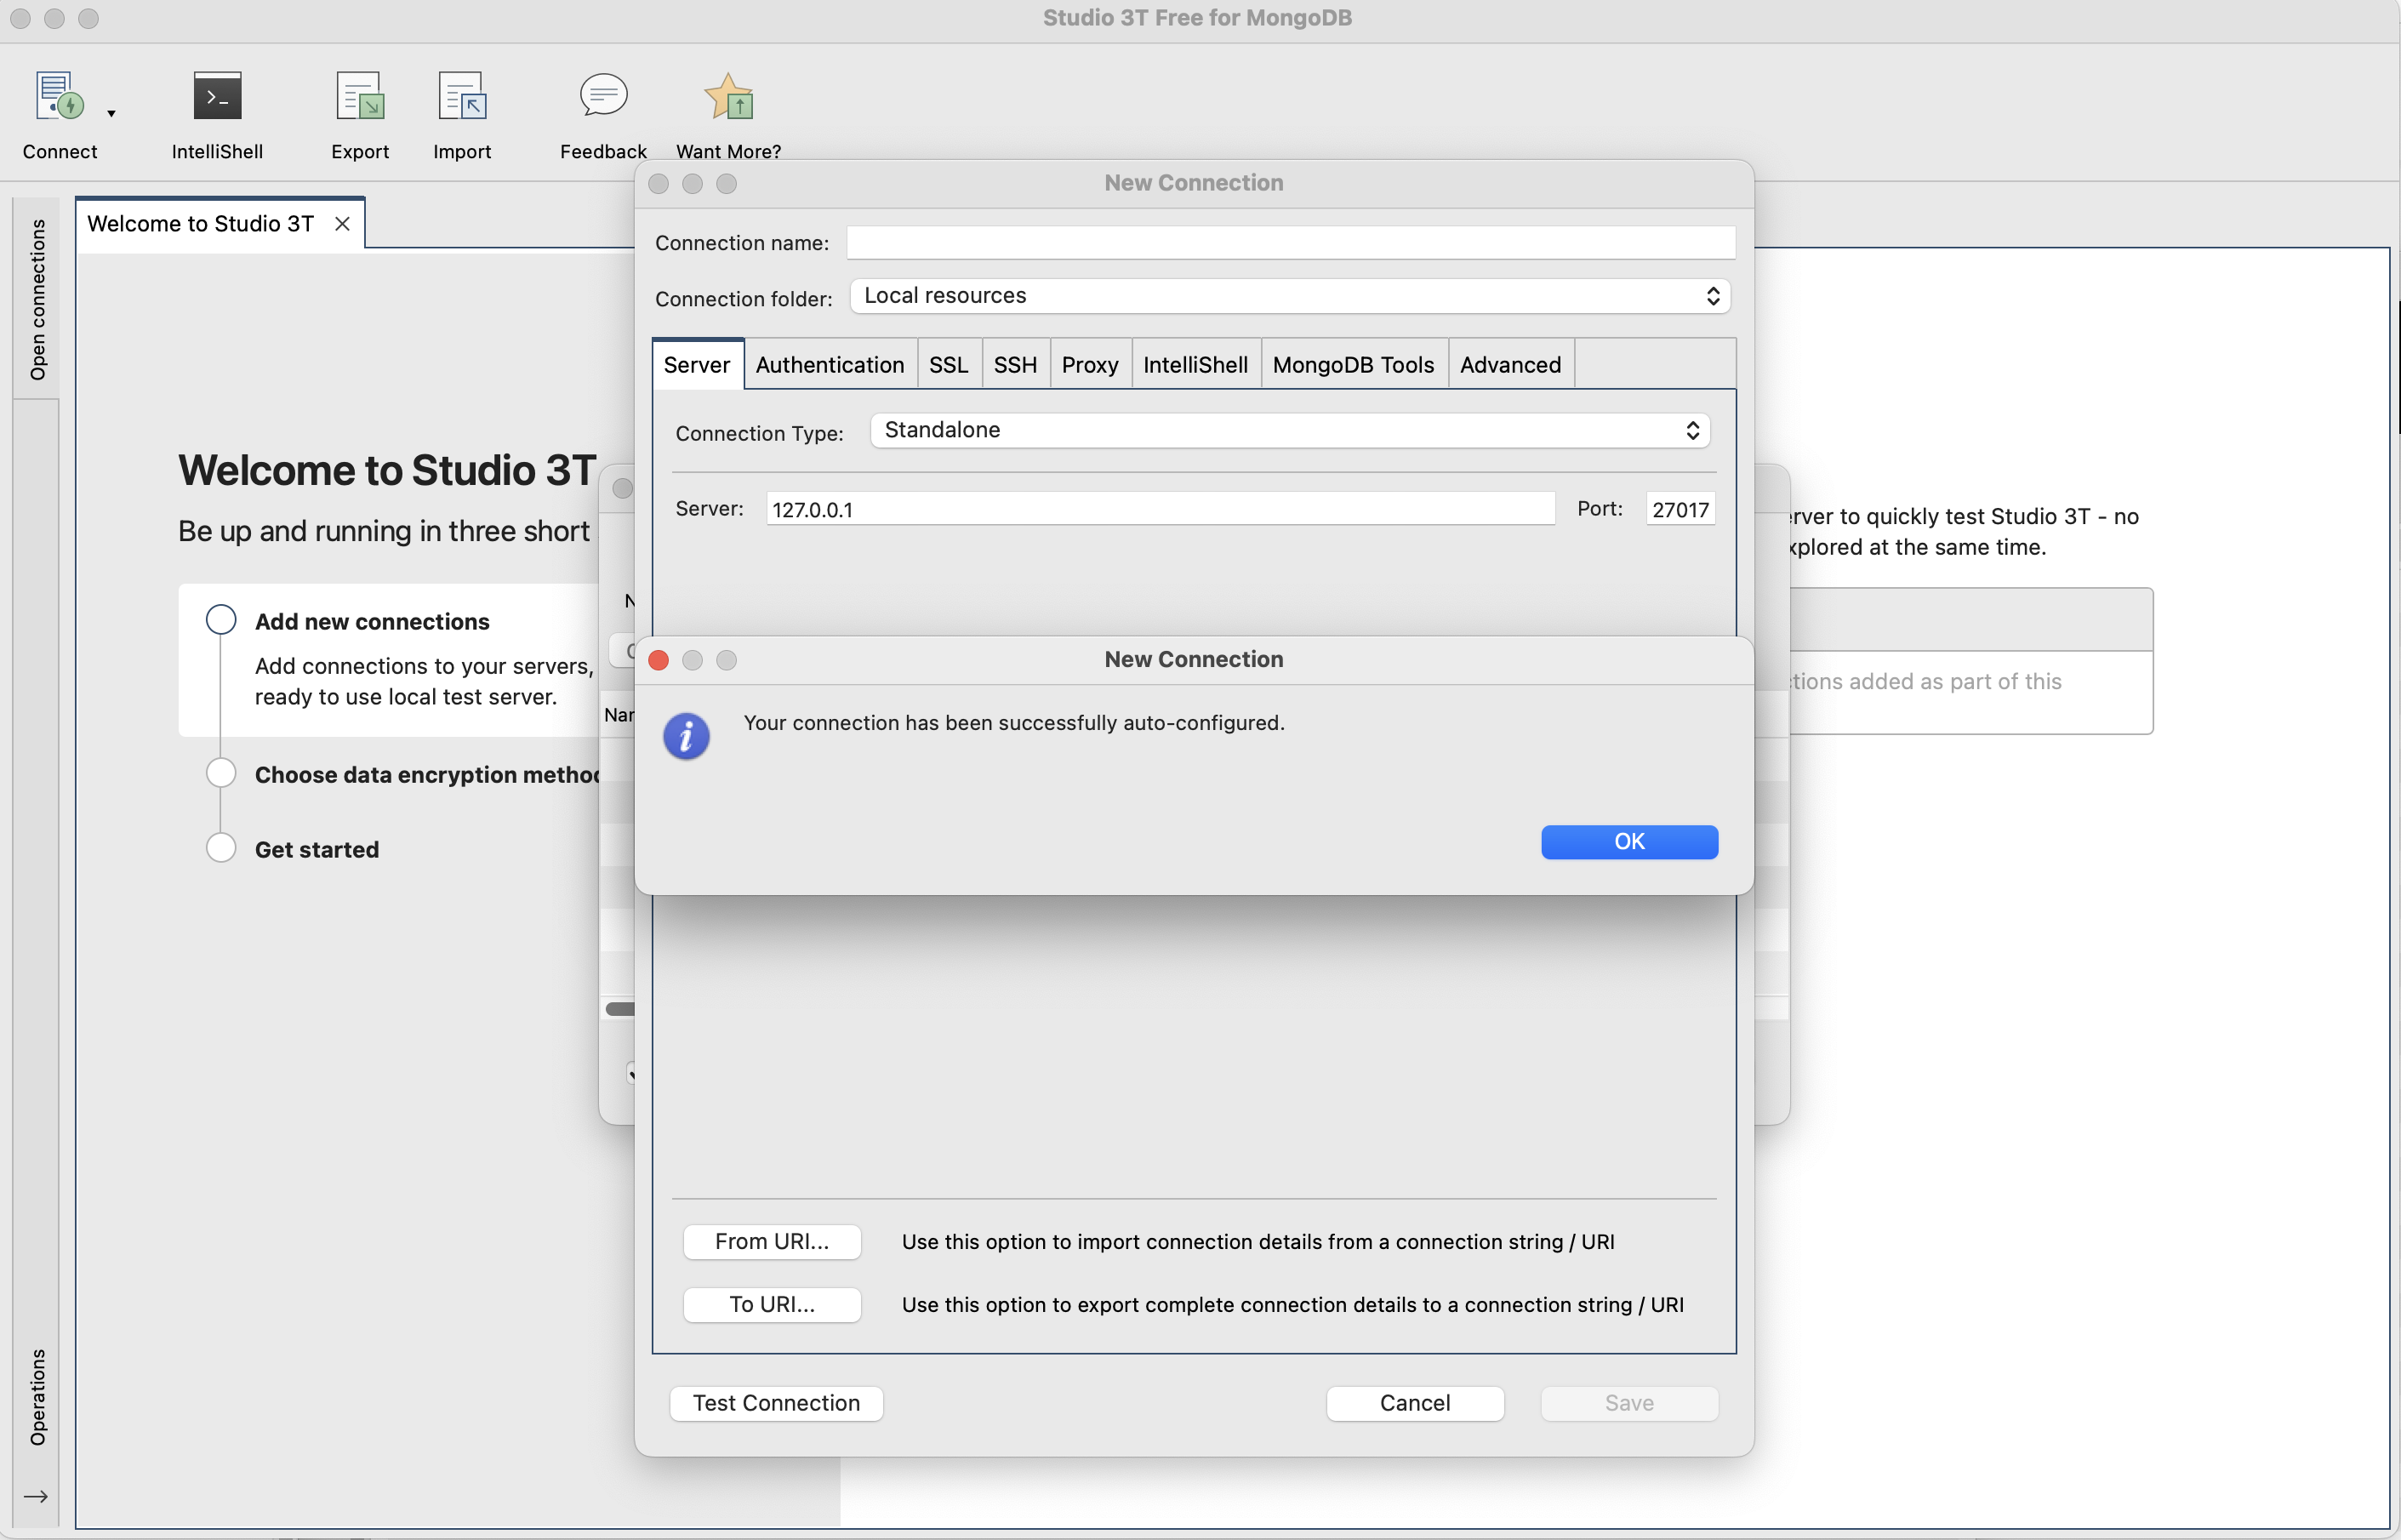 Studio 3T Free for MongoDB
Connect
IntelliShell
Export
Import
Feedback
Want More?
Open connections
Operations
Welcome to Studio 3T
Welcome to Studio 3T
Be up and running in three short
Add new connections
Add connections to your servers,
ready to use local test server.
Choose data encryption
Get started
New Connection
Connection name:
Connection folder: Local resources
Server Authentication SSL SSH Proxy IntelliShell MongoDB Tools Advanced
Connection Type: Standalone
Server: 127.0.0.1 Port: 27017
New Connection
Your connection has been successfully auto-configured.
OK
From URI... Use this option to import connection details from a connection string / URI
To URI... Use this option to export complete connection details to a connection string / URI
Test Connection Cancel Save
to quickly test Studio 3T - no
at the same time.
added as part of this